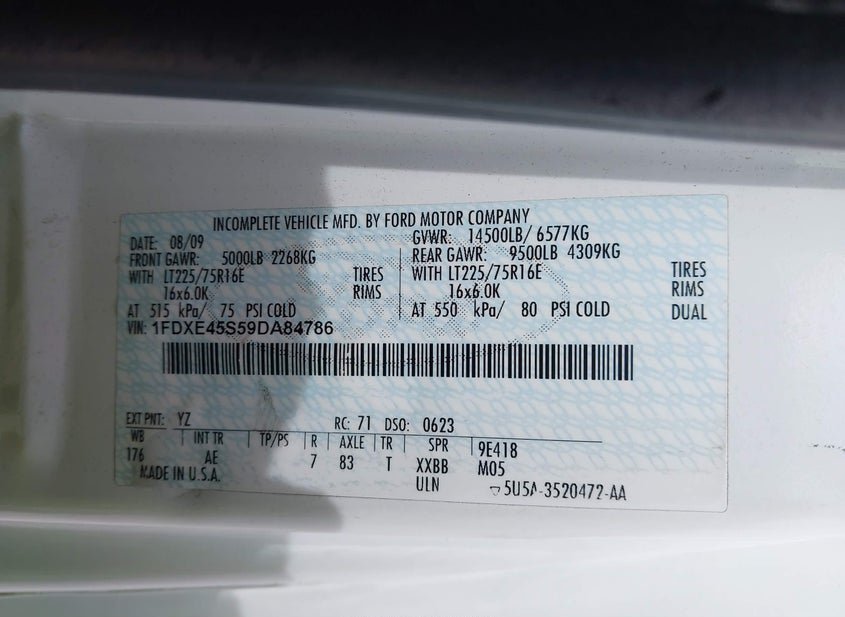 INCOMPLETE VEHICLE MFD. BY FORD MOTOR COMPANY
DATE: 08/09 GVWR: 14500LB/ 6577KG
FRONT GAWR: 5000LB 2268KG REAR GAWR: 9500LB 4309KG
WITH LT225/75R16E TIRES WITH LT225/75R16E TIRES
16x6.0K RIMS 16x6.0K RIMS
AT 515 kPa/ 75 PSI COLD AT 550 kPa/ 80 PSI COLD DUAL
VIN: 1FDXE45S59DA84786
EXT PNT: YZ RC: 71 DSO: 0623
WB INT TR TP/PS R AXLE TR SPR 9E418
176 AE 7 83 T XXBB M05
MADE IN U.S.A. ULN 5U5A-3520472-AA